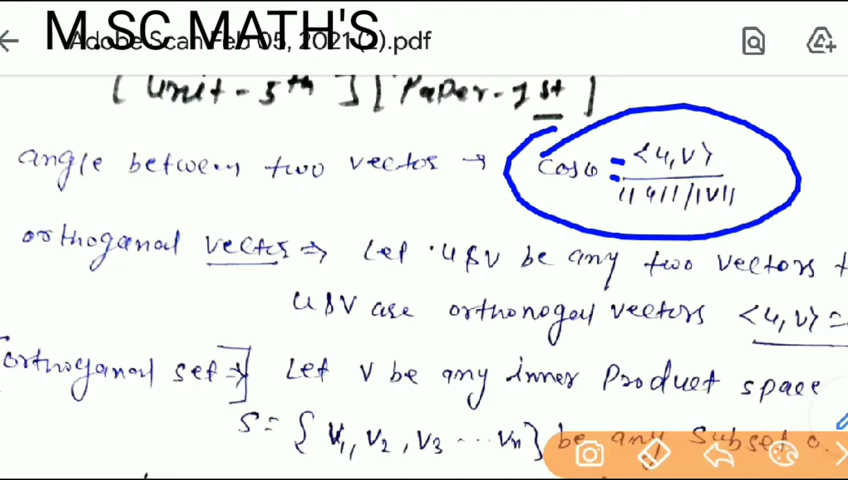 M.SC MATH'S
Adobe Scan Feb 05, 2021 (2).pdf
[ Unit-5th ] [ Paper-1st ]
angle between two vectors → Cosθ = <u,v> / ||u|| ||v||
orthoganal vectors ⇒ Let u & v be any two vectors t
u & v are orthonogal vectors <u,v> =
[orthoganal set ⇒] Let V be any inner Product space
S = { v1, v2, v3 ... vn} be any subset o